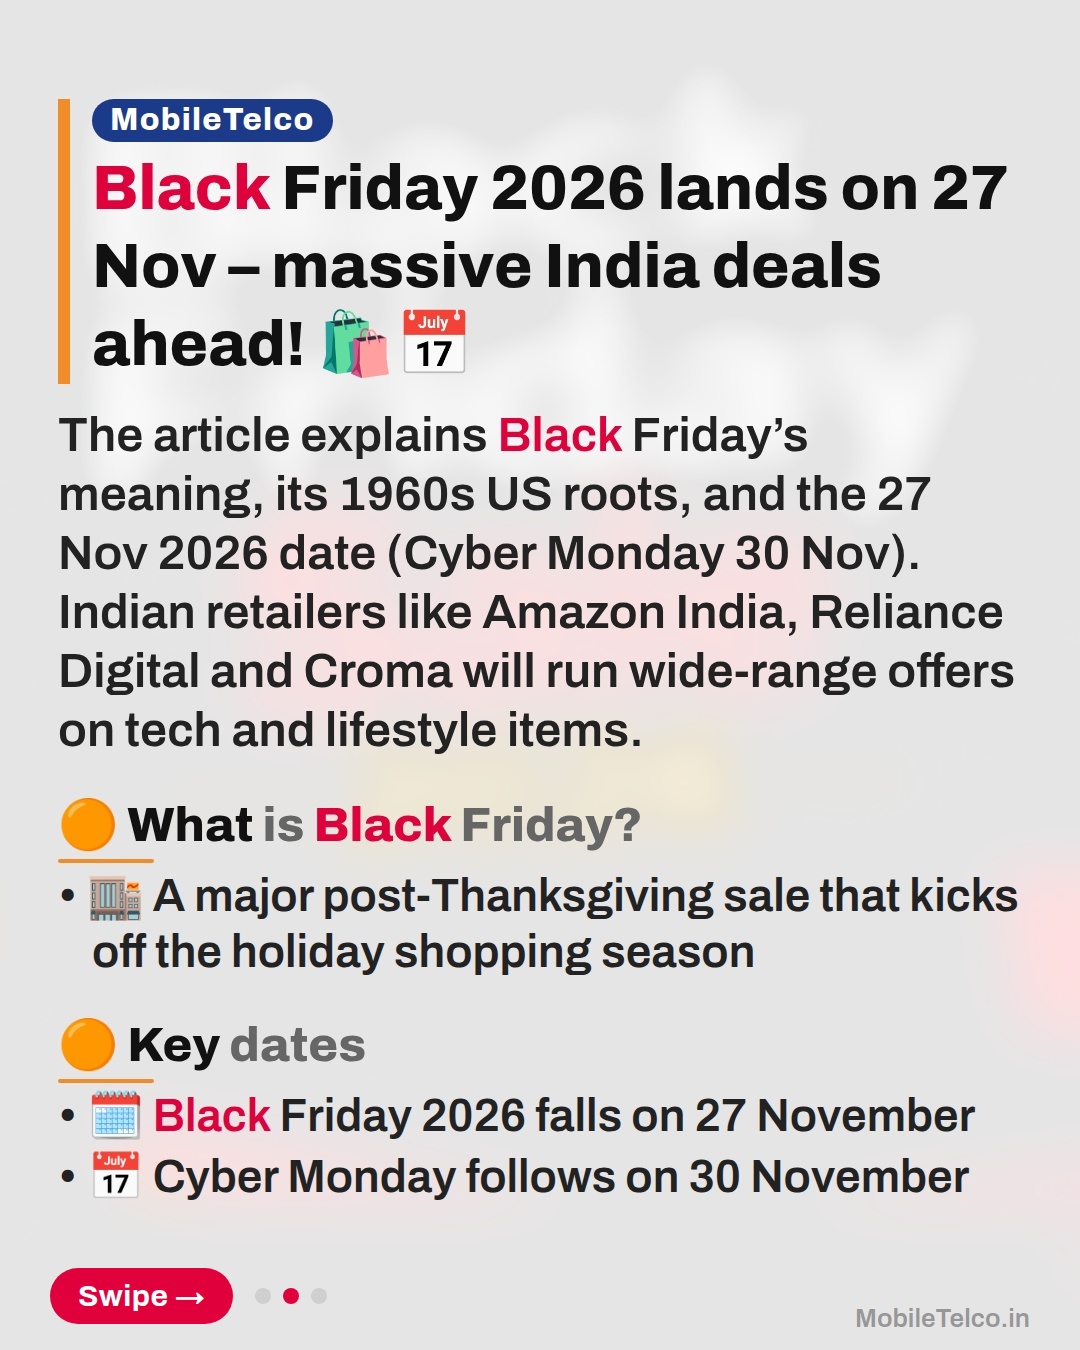 MobileTelco
Black Friday 2026 lands on 27
Nov – massive India deals
ahead! 🛍️ 📅
The article explains Black Friday’s
meaning, its 1960s US roots, and the 27
Nov 2026 date (Cyber Monday 30 Nov).
Indian retailers like Amazon India, Reliance
Digital and Croma will run wide-range offers
on tech and lifestyle items.
🟠 What is Black Friday?
• 🏬 A major post-Thanksgiving sale that kicks
off the holiday shopping season
🟠 Key dates
• 🗓️ Black Friday 2026 falls on 27 November
• 📅 Cyber Monday follows on 30 November
Swipe →
MobileTelco.in